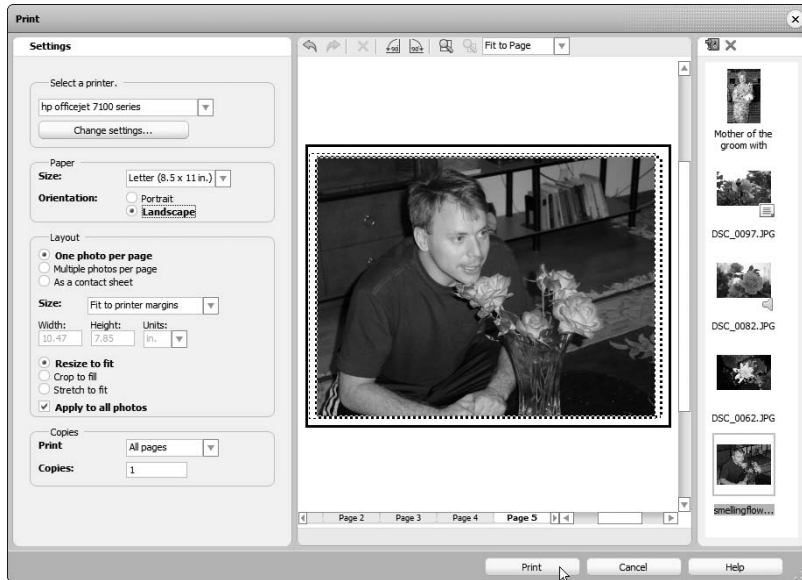 Print
Settings
Select a printer.
hp officejet 7100 series
Change settings...
Paper
Size:
Letter (8.5 x 11 in.)
Orientation:
Portrait
Landscape
Layout
One photo per page
Multiple photos per page
As a contact sheet
Size:
Fit to printer margins
Width:
Height:
Units:
10.47
7.85
in.
Resize to fit
Crop to fill
Stretch to fit
Apply to all photos
Copies
Print
All pages
Copies:
1
+90
90+
Fit to Page
Page 2
Page 3
Page 4
Page 5
Mother of the
groom with
DSC_0097.JPG
DSC_0082.JPG
DSC_0062.JPG
smellingflow...
Print
Cancel
Help